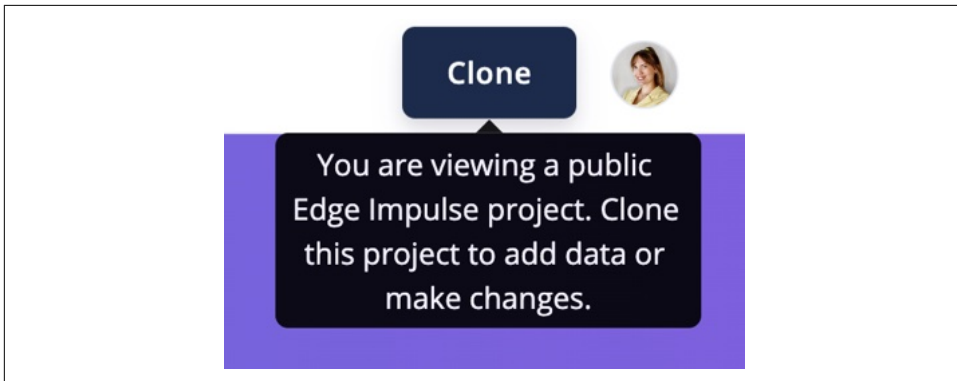 Clone
You are viewing a public
Edge Impulse project. Clone
this project to add data or
make changes.